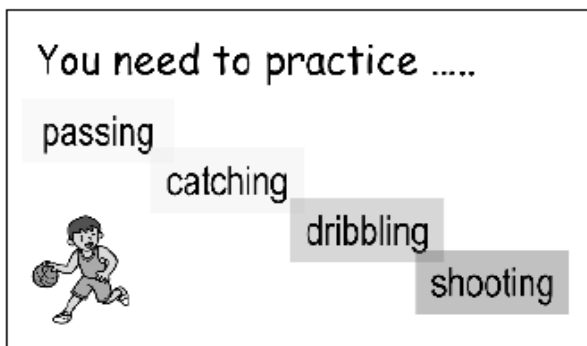 You need to practice .....
passing
catching
dribbling
shooting